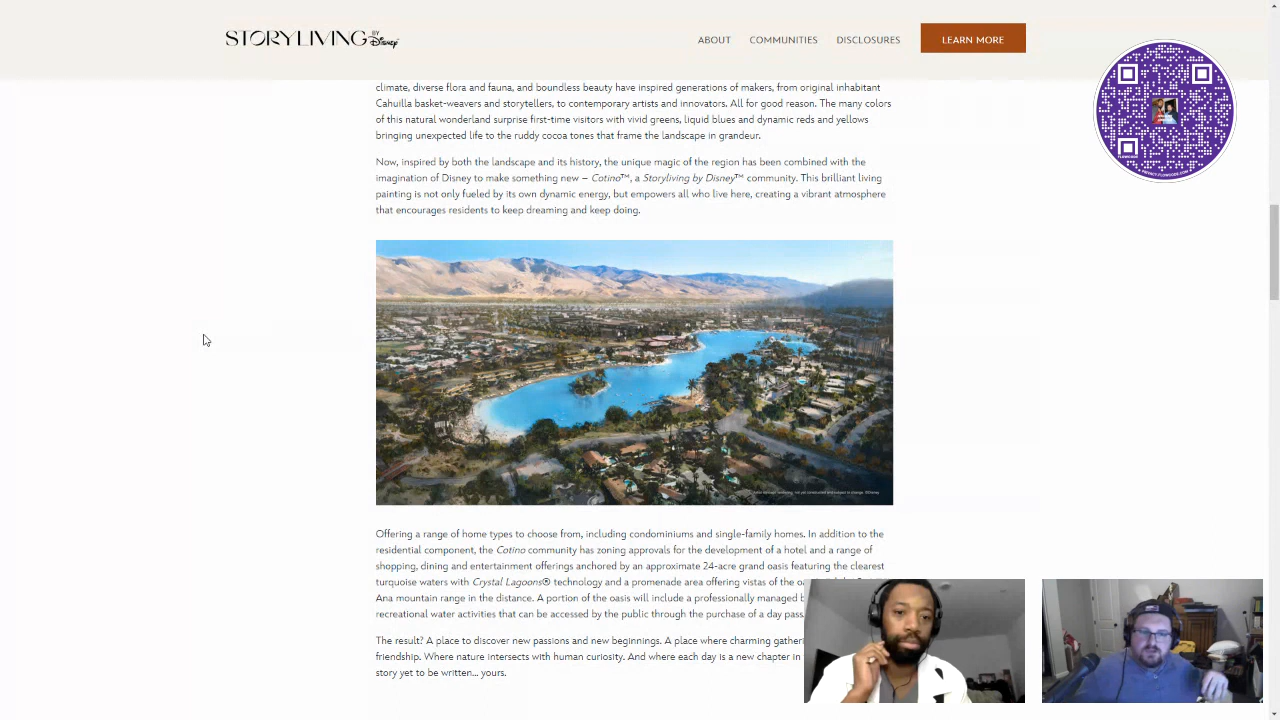 STORYLIVING BY Disney
ABOUT COMMUNITIES DISCLOSURES LEARN MORE
climate, diverse flora and fauna, and boundless beauty have inspired generations of makers, from original inhabitant
Cahuilla basket-weavers and storytellers, to contemporary artists and innovators. All for good reason. The many colors
of this natural wonderland surprise first-time visitors with vivid greens, liquid blues and dynamic reds and yellows
bringing unexpected life to the ruddy cocoa tones that frame the landscape in grandeur.
Now, inspired by both the landscape and its history, the unique magic of the region has been combined with the
imagination of Disney to make something new – Cotino™, a Storyliving by Disney™ community. This brilliant living
painting is not only fueled by its own dynamic energy, but empowers all who live here, creating a vibrant atmosphere
that encourages residents to keep dreaming and keep doing.
Offering a range of home types to choose from, including condominiums and single-family homes. In addition to the
residential component, the Cotino community has zoning approvals for the development of a hotel and a range of
shopping, dining and entertainment offerings anchored by an approximate 24-acre grand oasis featuring the clearest
turquoise waters with Crystal Lagoons® technology and a promenade area offering vistas of the
Ana mountain range in the distance. A portion of the oasis will include a professionally managed
recreational water activities that can be accessed by the public through the purchase of a day pass.
The result? A place to discover new passions and new beginnings. A place where charming
friendship. Where nature intersects with human curiosity. And where each day is a new chapter in
story yet to be written... yours.